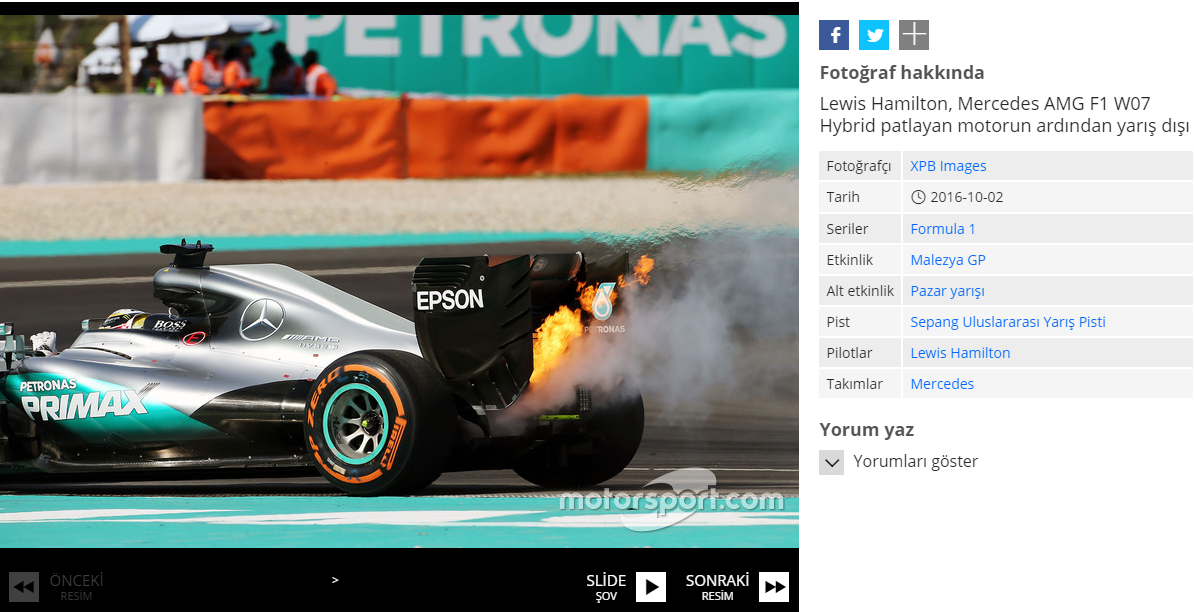 PETRONAS
EPSON
PETRONAS
BOSS
AMG
HYBRID
PETRONAS
PRIMAX
ZERO
PIRELLI
motorsport.com
ÖNCEKİ
RESİM
>
SLİDE
ŞOV
SONRAKİ
RESİM
Fotoğraf hakkında
Lewis Hamilton, Mercedes AMG F1 W07
Hybrid patlayan motorun ardından yarış dışı
Fotoğrafçı XPB Images
Tarih 2016-10-02
Seriler Formula 1
Etkinlik Malezya GP
Alt etkinlik Pazar yarışı
Pist Sepang Uluslararası Yarış Pisti
Pilotlar Lewis Hamilton
Takımlar Mercedes
Yorum yaz
Yorumları göster